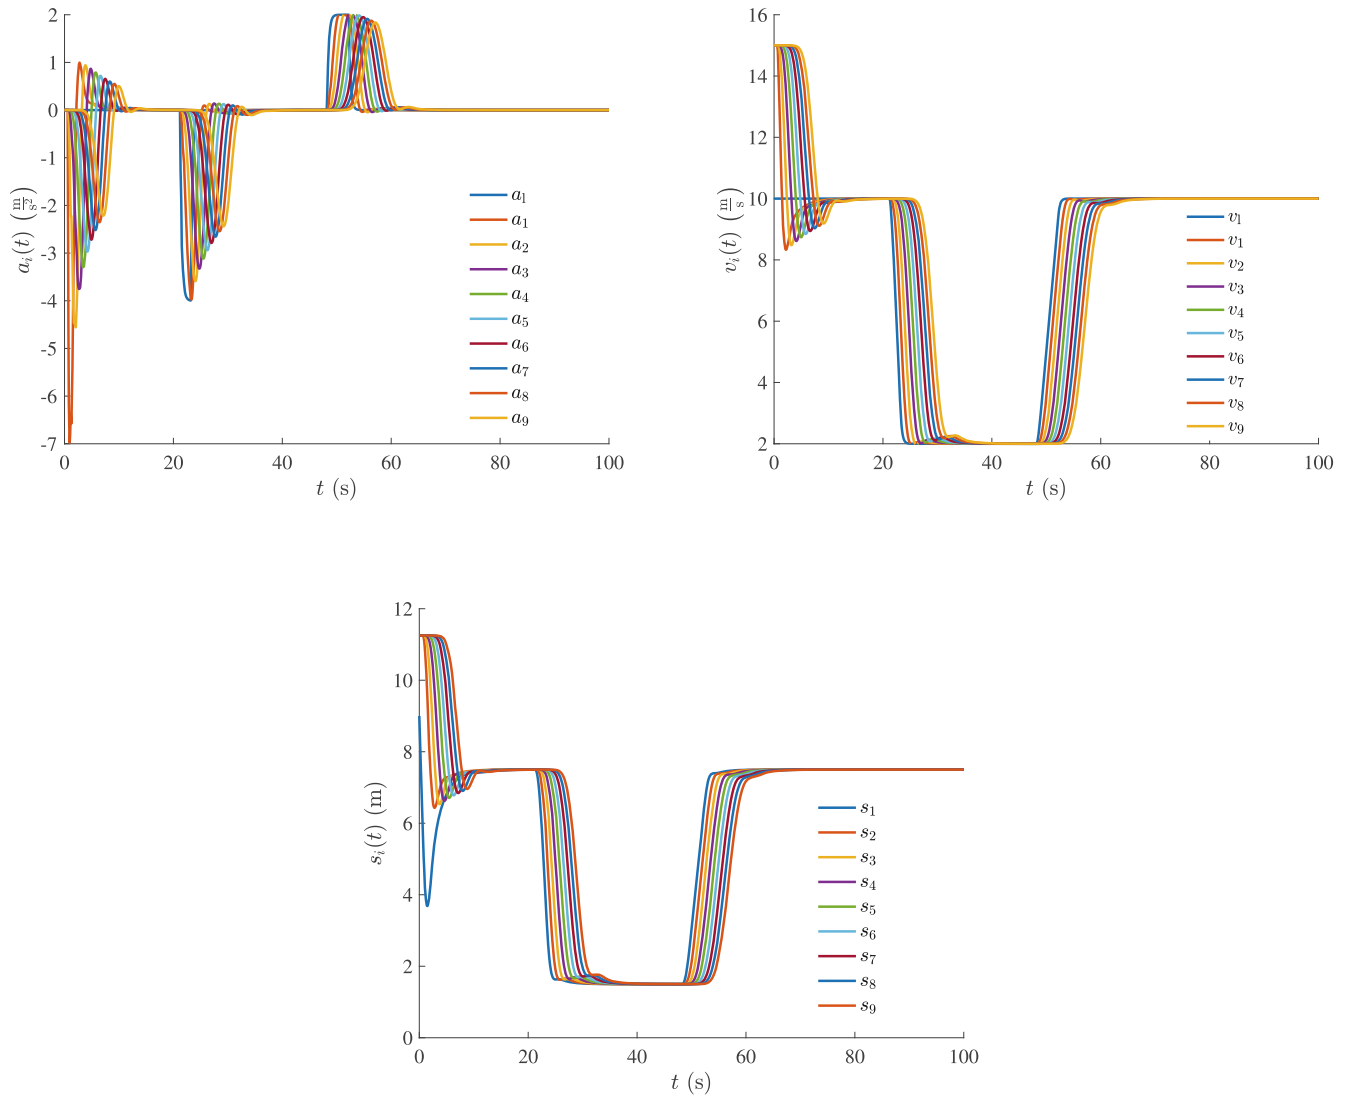 2
1
0
-1
-2
-3
-4
-5
-6
-7
0 20 40 60 80 100
t (s)
a_i(t) (m/s²)
a_l
a_1
a_2
a_3
a_4
a_5
a_6
a_7
a_8
a_9
16
14
12
10
8
6
4
2
0 20 40 60 80 100
t (s)
v_i(t) (m/s)
v_l
v_1
v_2
v_3
v_4
v_5
v_6
v_7
v_8
v_9
12
10
8
6
4
2
0
0 20 40 60 80 100
t (s)
s_i(t) (m)
s_1
s_2
s_3
s_4
s_5
s_6
s_7
s_8
s_9